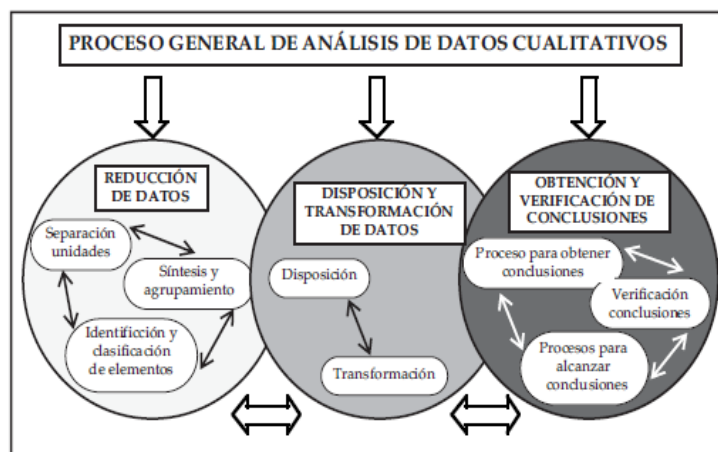 PROCESO GENERAL DE ANÁLISIS DE DATOS CUALITATIVOS
REDUCCIÓN
DE DATOS
Separación
unidades
Síntesis y
agrupamiento
Identificción y
clasificación
de elementos
DISPOSICIÓN Y
TRANSFORMACIÓN
DE DATOS
Disposición
Transformación
OBTENCIÓN Y
VERIFICACIÓN DE
CONCLUSIONES
Proceso para obtener
conclusiones
Verificación
conclusiones
Procesos para
alcanzar
conclusiones